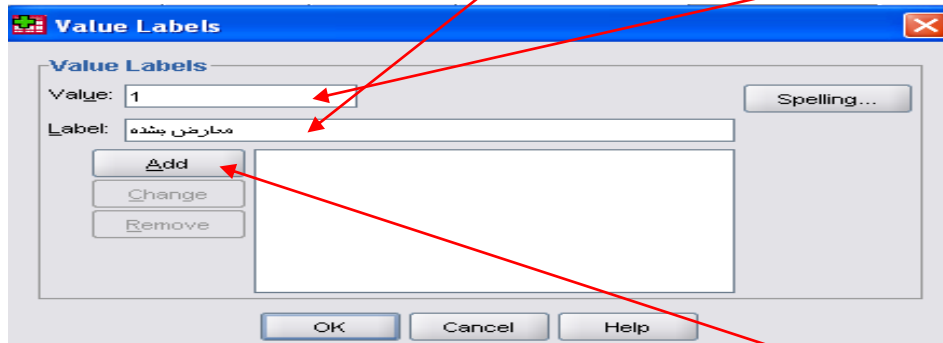 Value Labels
Value Labels
Value: 1
Spelling...
Label: معارض بشده
Add
Change
Remove
OK Cancel Help